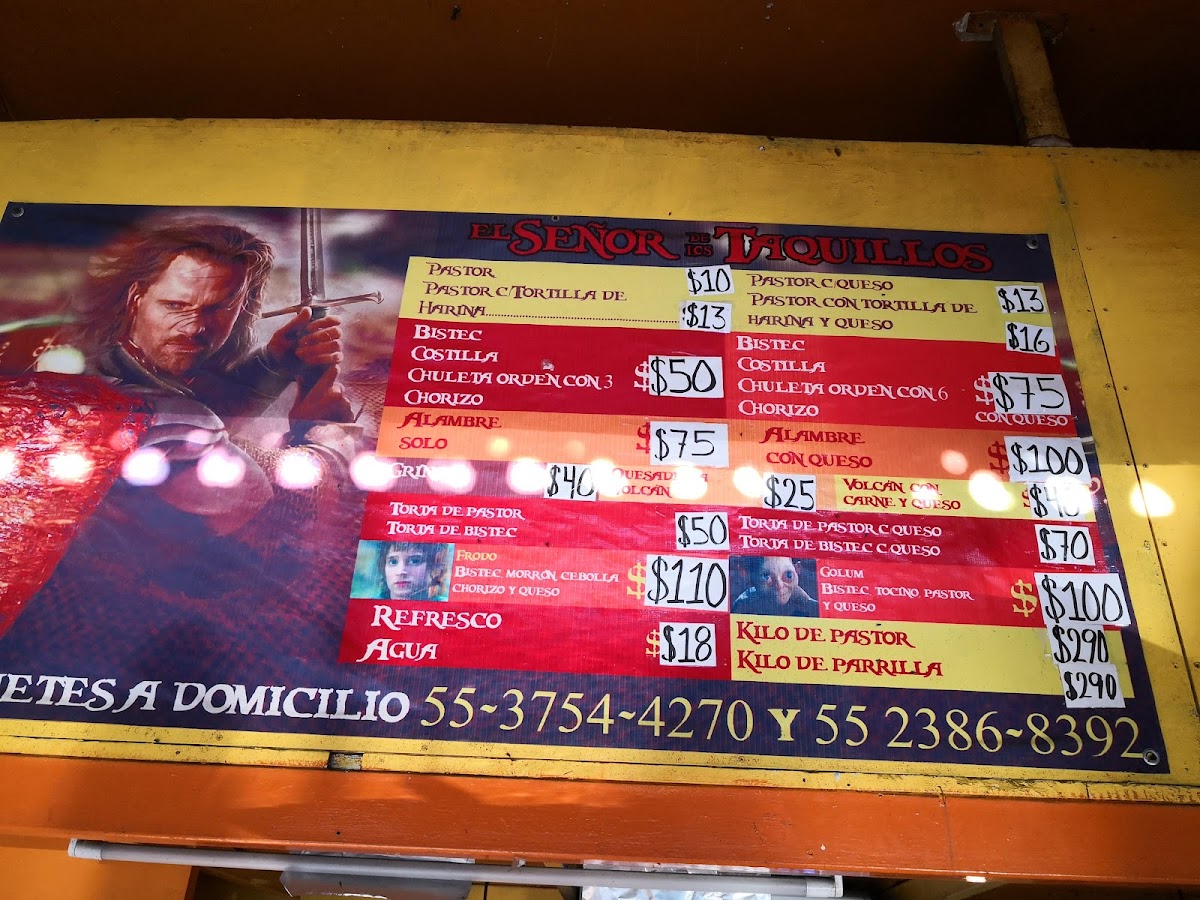 EL SEÑOR DE LOS TAQUILLOS
PASTOR $10
PASTOR C/TORTILLA DE
HARINA........ $13
PASTOR C/QUESO $13
PASTOR CON TORTILLA DE
HARINA Y QUESO $16
BISTEC
COSTILLA
CHULETA ORDEN CON 3 $50
CHORIZO
BISTEC
COSTILLA
CHULETA ORDEN CON 6 $75
CHORIZO CON QUESO
ALAMBRE
SOLO $75
ALAMBRE
CON QUESO $100
$40
QUESADILLA
VOLCÁN $25
VOLCÁN CON
CARNE Y QUESO
TORTA DE PASTOR
TORTA DE BISTEC $50
TORTA DE PASTOR C.QUESO
TORTA DE BISTEC C.QUESO $70
FRODO
BISTEC, MORRÓN, CEBOLLA
CHORIZO Y QUESO $110
GOLUM
BISTEC, TOCINO, PASTOR
Y QUESO $100
REFRESCO
AGUA $18
KILO DE PASTOR $290
KILO DE PARRILLA $290
A DOMICILIO 55-3754-4270 Y 55 2386-8392